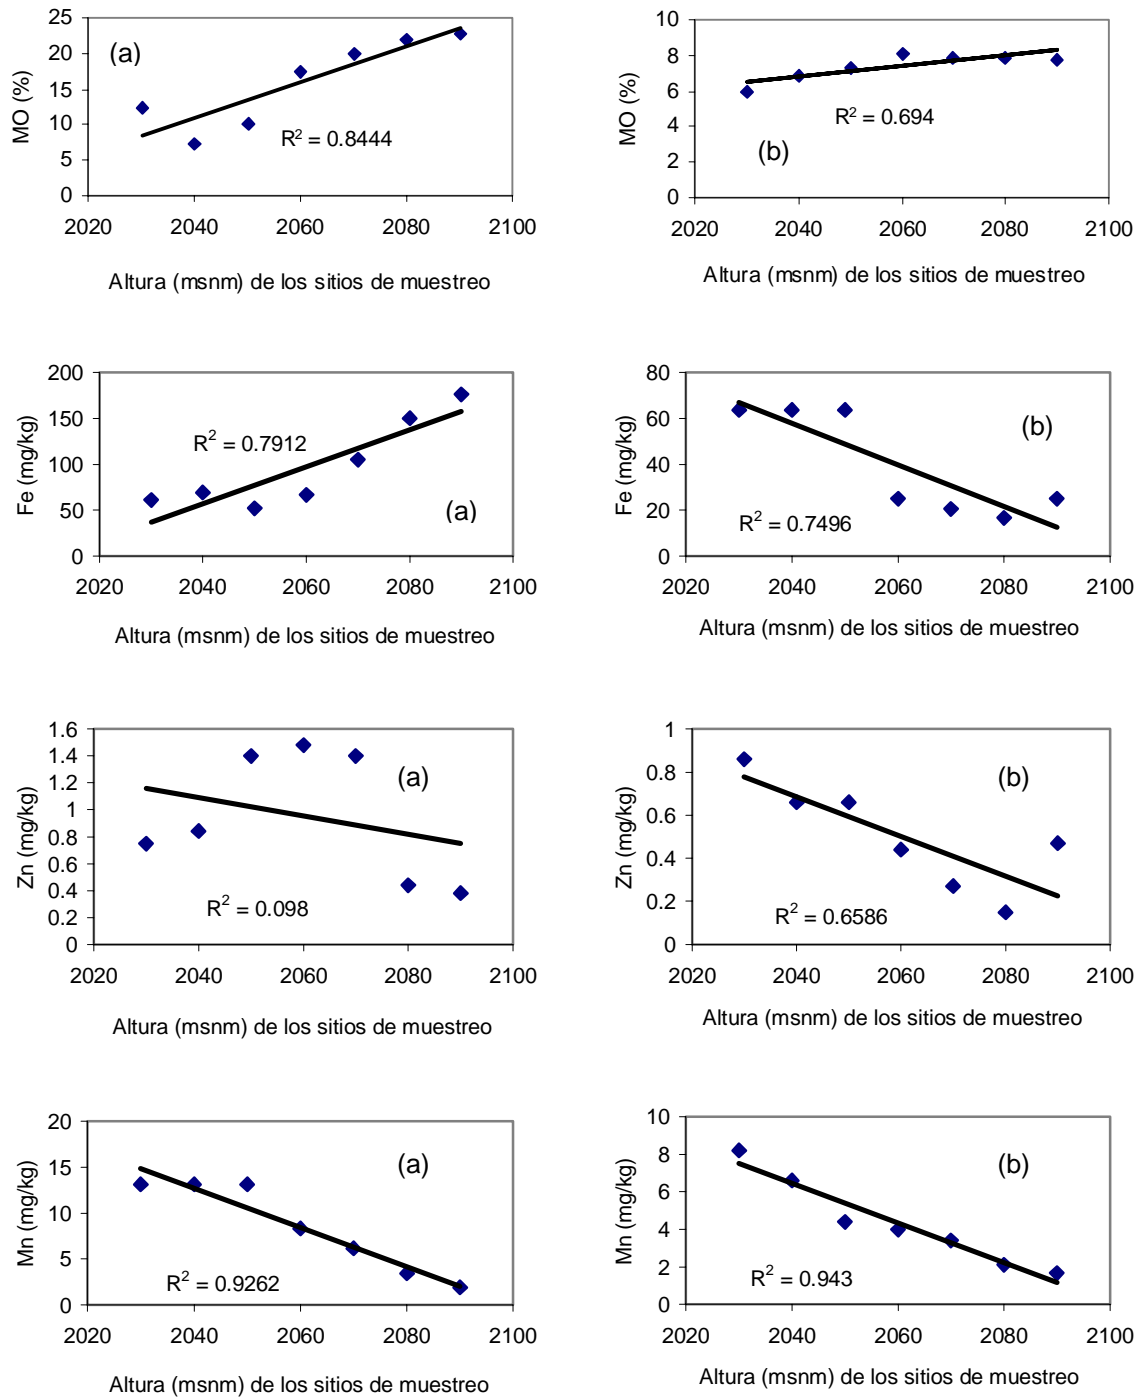 25
20
15
10
5
0
MO (%)
(a)
R² = 0.8444
2020 2040 2060 2080 2100
Altura (msnm) de los sitios de muestreo
10
8
6
4
2
0
MO (%)
R² = 0.694
(b)
2020 2040 2060 2080 2100
Altura (msnm) de los sitios de muestreo
200
150
100
50
0
Fe (mg/kg)
R² = 0.7912
(a)
2020 2040 2060 2080 2100
Altura (msnm) de los sitios de muestreo
80
60
40
20
0
Fe (mg/kg)
(b)
R² = 0.7496
2020 2040 2060 2080 2100
Altura (msnm) de los sitios de muestreo
1.6
1.4
1.2
1
0.8
0.6
0.4
0.2
0
Zn (mg/kg)
(a)
R² = 0.098
2020 2040 2060 2080 2100
Altura (msnm) de los sitios de muestreo
1
0.8
0.6
0.4
0.2
0
Zn (mg/kg)
(b)
R² = 0.6586
2020 2040 2060 2080 2100
Altura (msnm) de los sitios de muestreo
20
15
10
5
0
Mn (mg/kg)
(a)
R² = 0.9262
2020 2040 2060 2080 2100
Altura (msnm) de los sitios de muestreo
10
8
6
4
2
0
Mn (mg/kg)
(b)
R² = 0.943
2020 2040 2060 2080 2100
Altura (msnm) de los sitios de muestreo